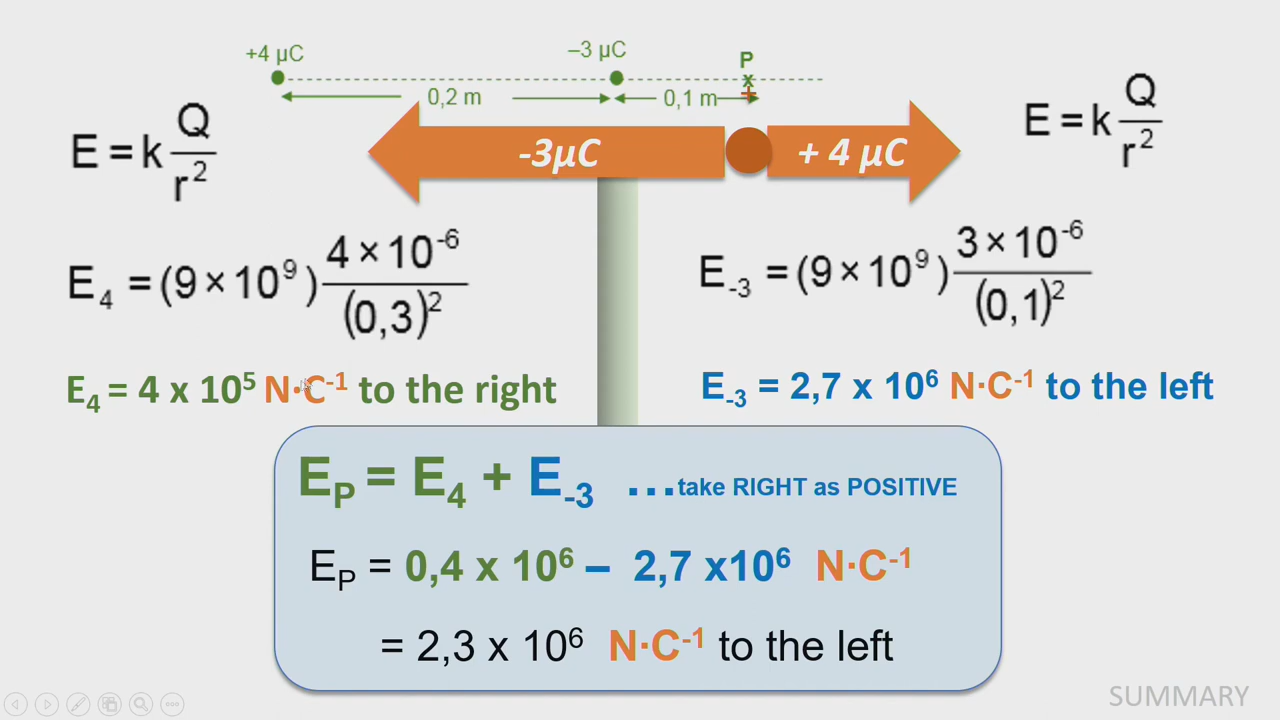 +4 µC
–3 µC
P
x
+
0,2 m
0,1 m
-3µC
+ 4 µC
E = k Q/r²
E = k Q/r²
E₄ = (9 × 10⁹) 4 × 10⁻⁶/(0,3)²
E₋₃ = (9 × 10⁹) 3 × 10⁻⁶/(0,1)²
E₄ = 4 x 10⁵ N·C⁻¹ to the right
E₋₃ = 2,7 x 10⁶ N·C⁻¹ to the left
E_P = E₄ + E₋₃ …take RIGHT as POSITIVE
E_P = 0,4 x 10⁶ – 2,7 x10⁶ N·C⁻¹
= 2,3 x 10⁶ N·C⁻¹ to the left
SUMMARY